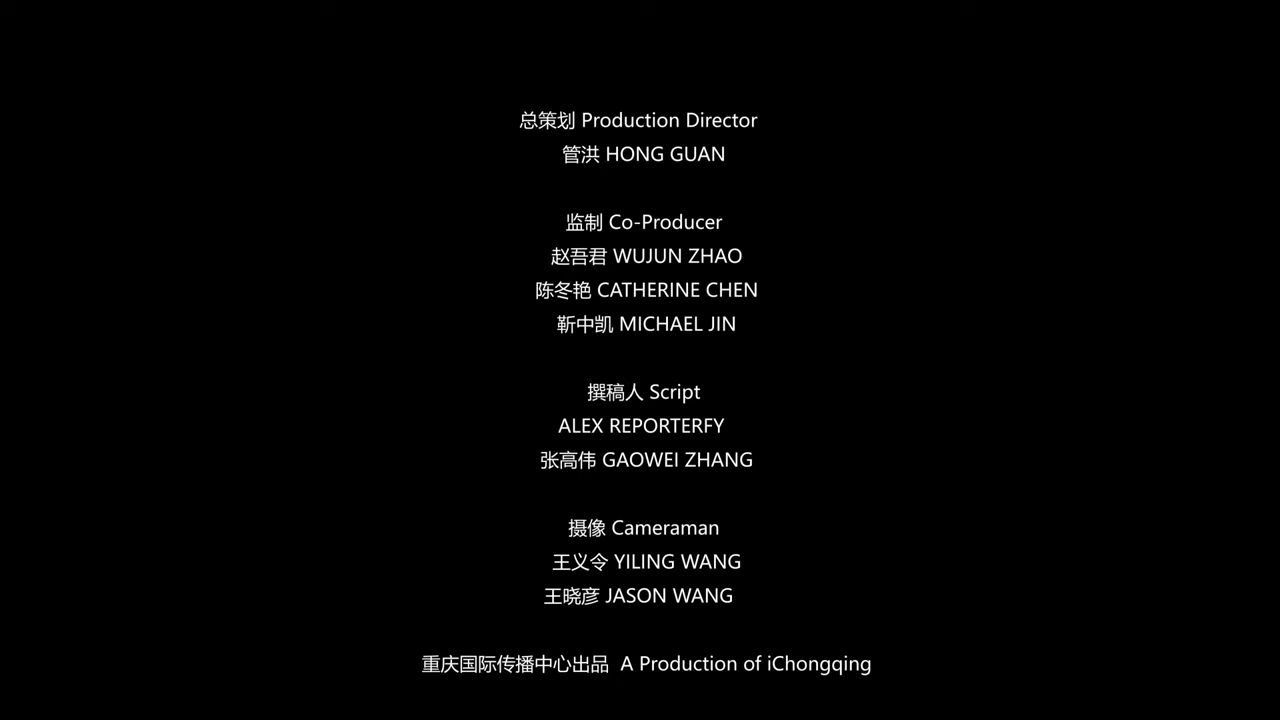 总策划 Production Director
管洪 HONG GUAN
监制 Co-Producer
赵吾君 WUJUN ZHAO
陈冬艳 CATHERINE CHEN
靳中凯 MICHAEL JIN
撰稿人 Script
ALEX REPORTERFY
张高伟 GAOWEI ZHANG
摄像 Cameraman
王义令 YILING WANG
王晓彦 JASON WANG
重庆国际传播中心出品 A Production of iChongqing